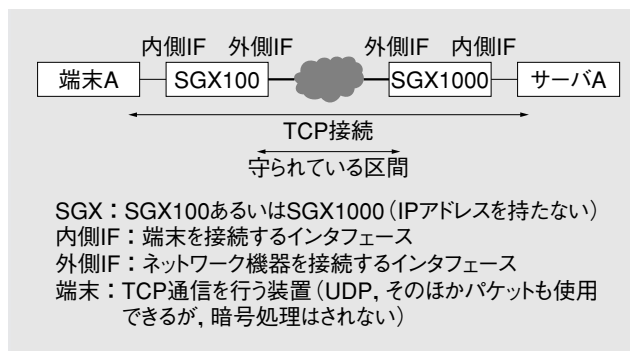 内側IF 外側IF 外側IF 内側IF
端末A SGX100 SGX1000 サーバA
TCP接続
守られている区間
SGX：SGX100あるいはSGX1000（IPアドレスを持たない）
内側IF：端末を接続するインタフェース
外側IF：ネットワーク機器を接続するインタフェース
端末：TCP通信を行う装置（UDP，そのほかパケットも使用
できるが，暗号処理はされない）